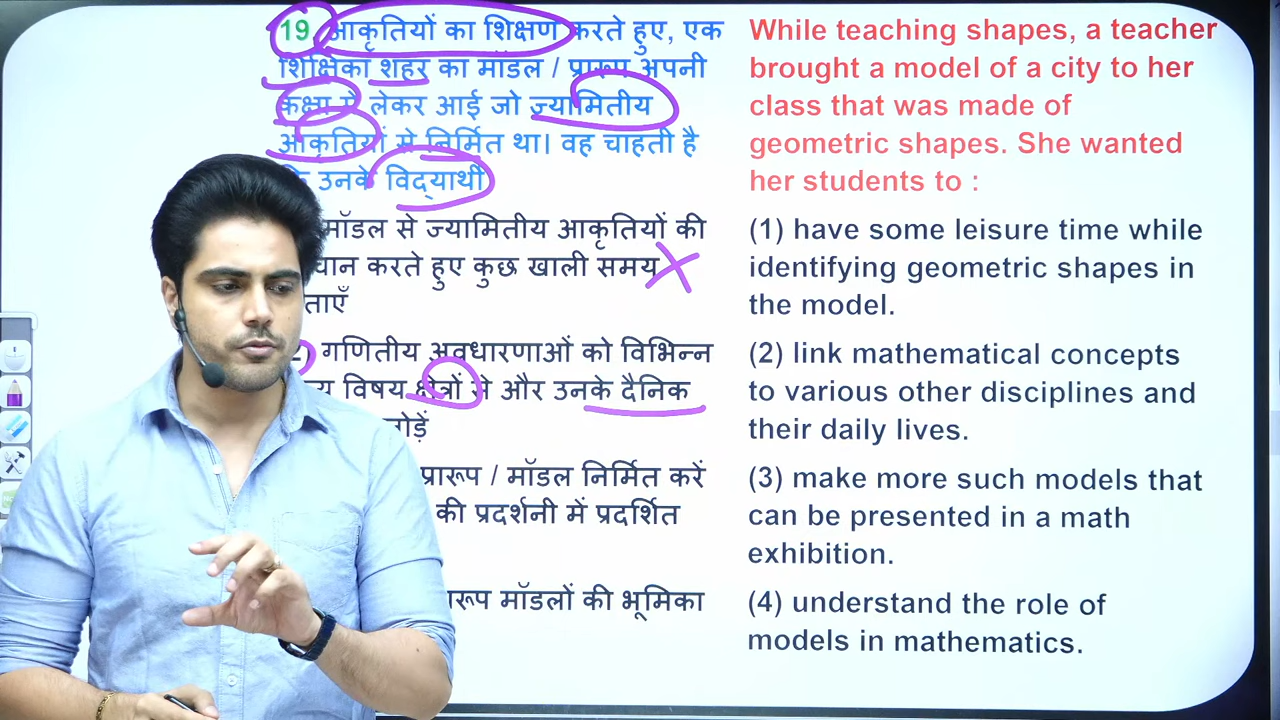 19 आकृतियों का शिक्षण करते हुए, एक
शिक्षिका शहर का मॉडल / प्रारूप अपनी
कक्षा में लेकर आई जो ज्यामितीय
आकृतियों से निर्मित था। वह चाहती है
उनके विद्यार्थी
मॉडल से ज्यामितीय आकृतियों की
करते हुए कुछ खाली समय
गणितीय अवधारणाओं को विभिन्न
विषय क्षेत्रों से और उनके दैनिक
प्रारूप / मॉडल निर्मित करें
की प्रदर्शनी में प्रदर्शित
मॉडलों की भूमिका
While teaching shapes, a teacher
brought a model of a city to her
class that was made of
geometric shapes. She wanted
her students to :
(1) have some leisure time while
identifying geometric shapes in
the model.
(2) link mathematical concepts
to various other disciplines and
their daily lives.
(3) make more such models that
can be presented in a math
exhibition.
(4) understand the role of
models in mathematics.